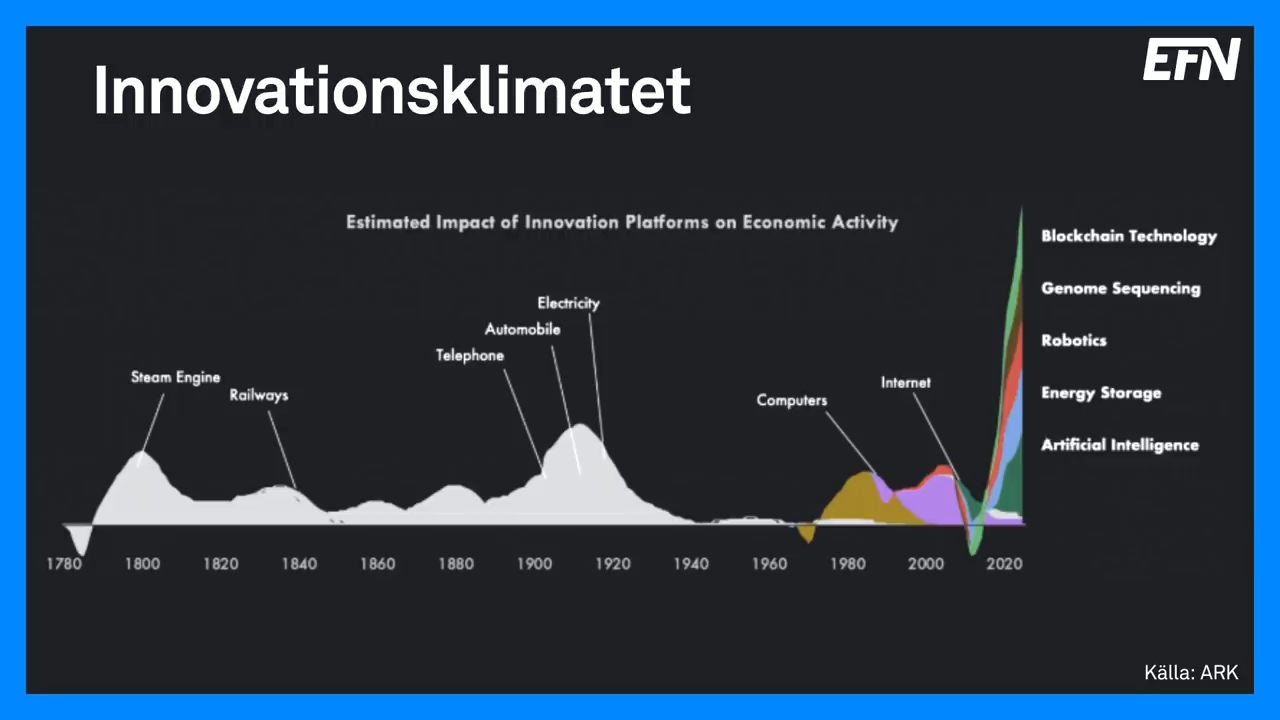 Innovationsklimatet
EFN
Estimated Impact of Innovation Platforms on Economic Activity
Blockchain Technology
Genome Sequencing
Electricity
Automobile
Robotics
Telephone
Steam Engine
Internet
Railways
Energy Storage
Computers
Artificial Intelligence
1780 1800 1820 1840 1860 1880 1900 1920 1940 1960 1980 2000 2020
Källa: ARK